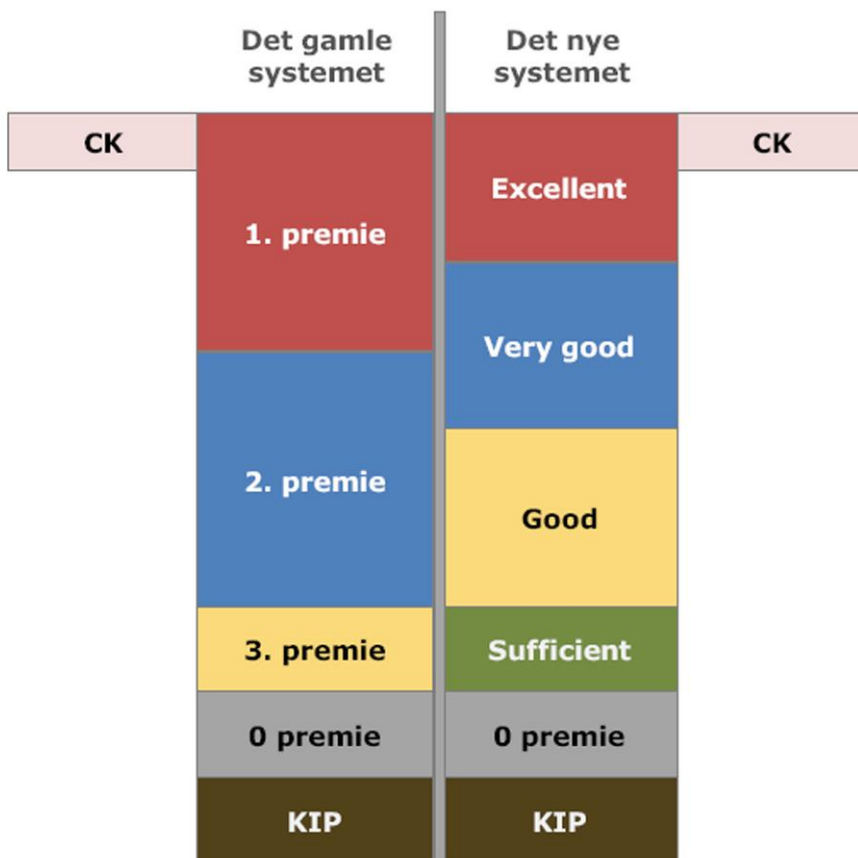 Det gamle
systemet
Det nye
systemet
CK
1. premie
2. premie
3. premie
0 premie
KIP
Excellent
Very good
Good
Sufficient
0 premie
KIP
CK